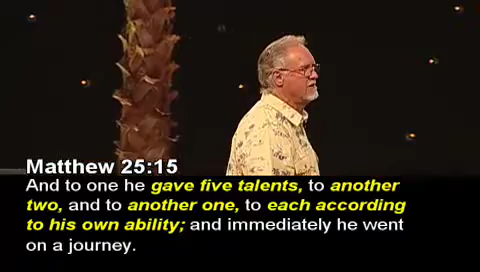 Matthew 25:15
And to one he gave five talents, to another
two, and to another one, to each according
to his own ability; and immediately he went
on a journey.